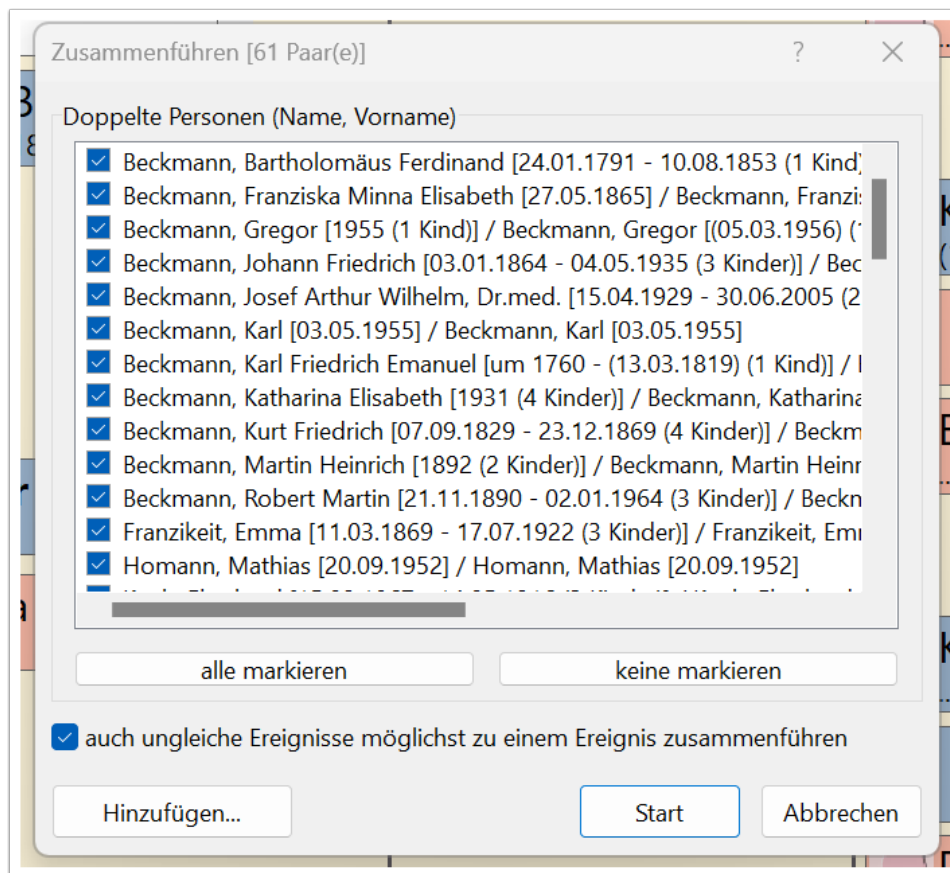 Zusammenführen [61 Paar(e)]
?
Doppelte Personen (Name, Vorname)
Beckmann, Bartholomäus Ferdinand [24.01.1791 - 10.08.1853 (1 Kind)
Beckmann, Franziska Minna Elisabeth [27.05.1865] / Beckmann, Franzis
Beckmann, Gregor [1955 (1 Kind)] / Beckmann, Gregor [(05.03.1956) (1
Beckmann, Johann Friedrich [03.01.1864 - 04.05.1935 (3 Kinder)] / Bec
Beckmann, Josef Arthur Wilhelm, Dr.med. [15.04.1929 - 30.06.2005 (2
Beckmann, Karl [03.05.1955] / Beckmann, Karl [03.05.1955]
Beckmann, Karl Friedrich Emanuel [um 1760 - (13.03.1819) (1 Kind)] /
Beckmann, Katharina Elisabeth [1931 (4 Kinder)] / Beckmann, Katharina
Beckmann, Kurt Friedrich [07.09.1829 - 23.12.1869 (4 Kinder)] / Beckm
Beckmann, Martin Heinrich [1892 (2 Kinder)] / Beckmann, Martin Heinr
Beckmann, Robert Martin [21.11.1890 - 02.01.1964 (3 Kinder)] / Beckm
Franzikeit, Emma [11.03.1869 - 17.07.1922 (3 Kinder)] / Franzikeit, Emm
Homann, Mathias [20.09.1952] / Homann, Mathias [20.09.1952]
alle markieren
keine markieren
auch ungleiche Ereignisse möglichst zu einem Ereignis zusammenführen
Hinzufügen...
Start
Abbrechen